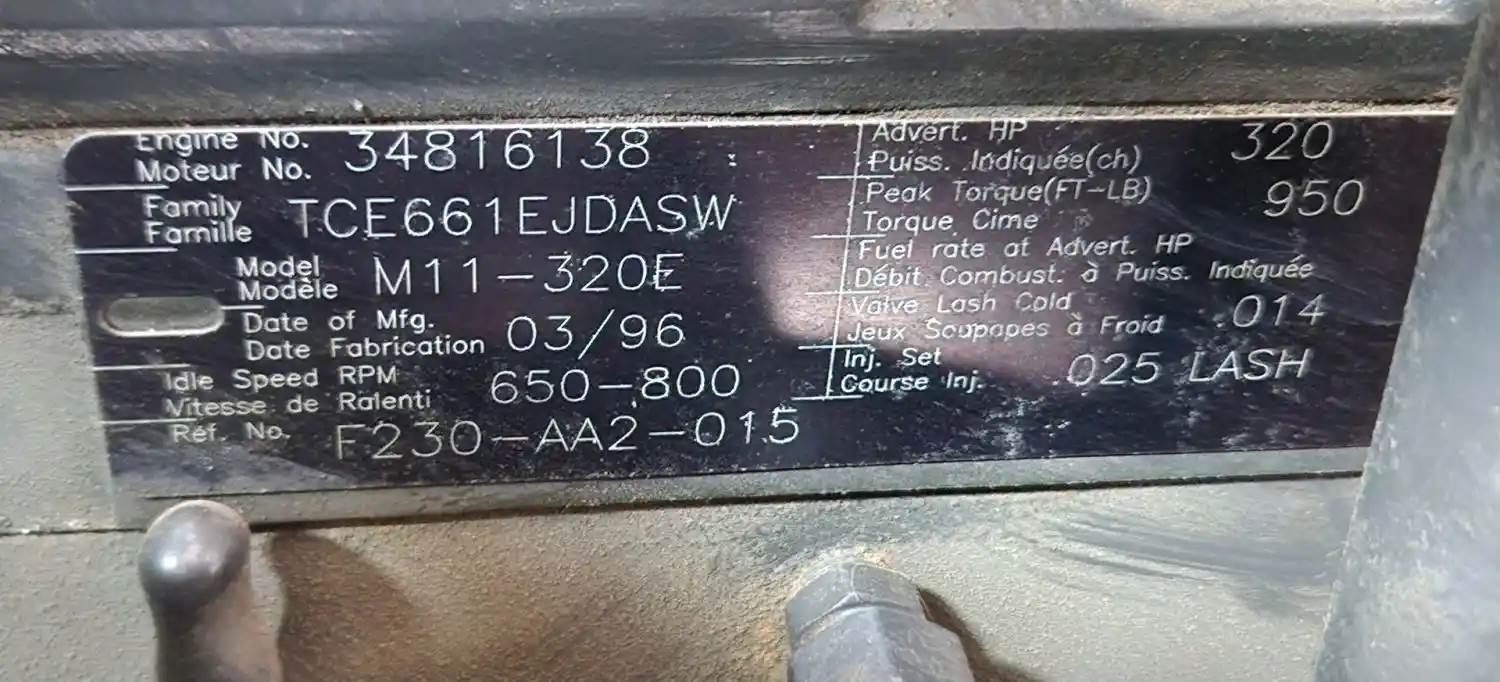 Engine No. 34816138
Moteur No.
Family TCE661EJDASW
Famille
Model M11-320E
Modèle
Date of Mfg. 03/96
Date Fabrication
Idle Speed RPM 650-800
Vitesse de Ralenti
Réf. No. F230-AA2-015
Advert. HP 320
Puiss. Indiquée(ch)
Peak Torque(FT-LB) 950
Torque Cime
Fuel rate at Advert. HP
Débit Combust. à Puiss. Indiquée
Valve Lash Cold .014
Jeux Soupapes à Froid
Inj. Set .025 LASH
Course Inj.